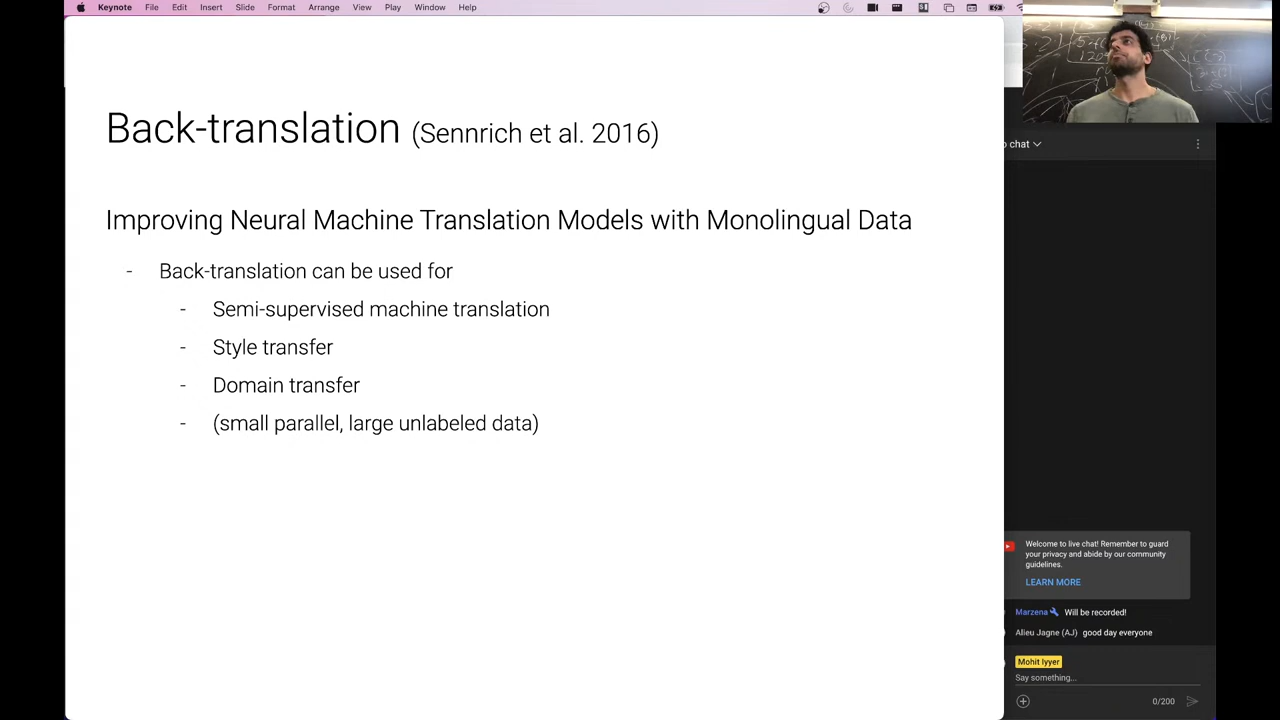 Keynote File Edit Insert Slide Format Arrange View Play Window Help
Back-translation (Sennrich et al. 2016)
Improving Neural Machine Translation Models with Monolingual Data
- Back-translation can be used for
- Semi-supervised machine translation
- Style transfer
- Domain transfer
- (small parallel, large unlabeled data)
chat
Welcome to live chat! Remember to guard
your privacy and abide by our community
guidelines.
LEARN MORE
Marzena Will be recorded!
Alieu Jagne (AJ) good day everyone
Mohit Iyyer
Say something...
0/200